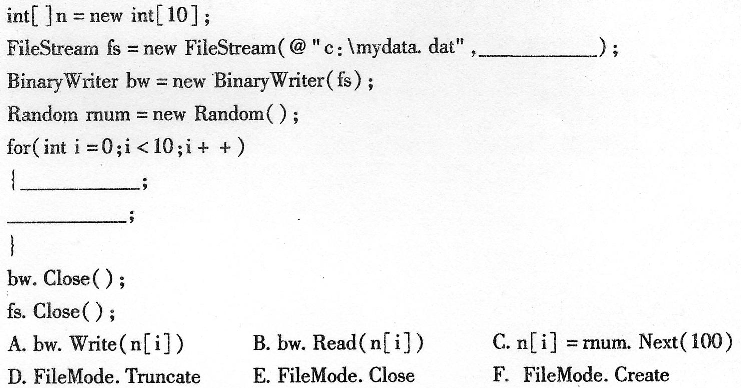 int[ ]n = new int[10];
FileStream fs = new FileStream(@"c:\mydata. dat",__________);
BinaryWriter bw = new BinaryWriter(fs);
Random rnum = new Random();
for(int i=0;i<10;i+ +)
{__________;
__________;
}
bw. Close();
fs. Close();
A. bw. Write(n[i]) B. bw. Read(n[i]) C. n[i] = rnum. Next(100)
D. FileMode. Truncate E. FileMode. Close F. FileMode. Create